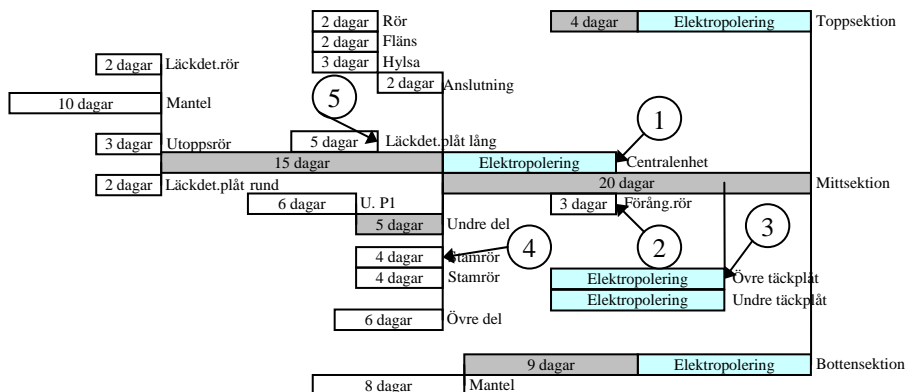 2 dagar Rör 4 dagar Elektropolering Toppsektion
2 dagar Fläns
2 dagar Läckdet.rör 3 dagar Hylsa
2 dagar Anslutning
10 dagar Mantel
5
1
3 dagar Utoppsrör 5 dagar Läckdet.plåt lång
15 dagar Elektropolering Centralenhet
2 dagar Läckdet.plåt rund 20 dagar Mittsektion
6 dagar U. P1 3 dagar Förång.rör
5 dagar Undre del
4 2 3
4 dagar Stamrör
4 dagar Stamrör Elektropolering Övre täckplåt
Elektropolering Undre täckplåt
6 dagar Övre del
9 dagar Elektropolering Bottensektion
8 dagar Mantel